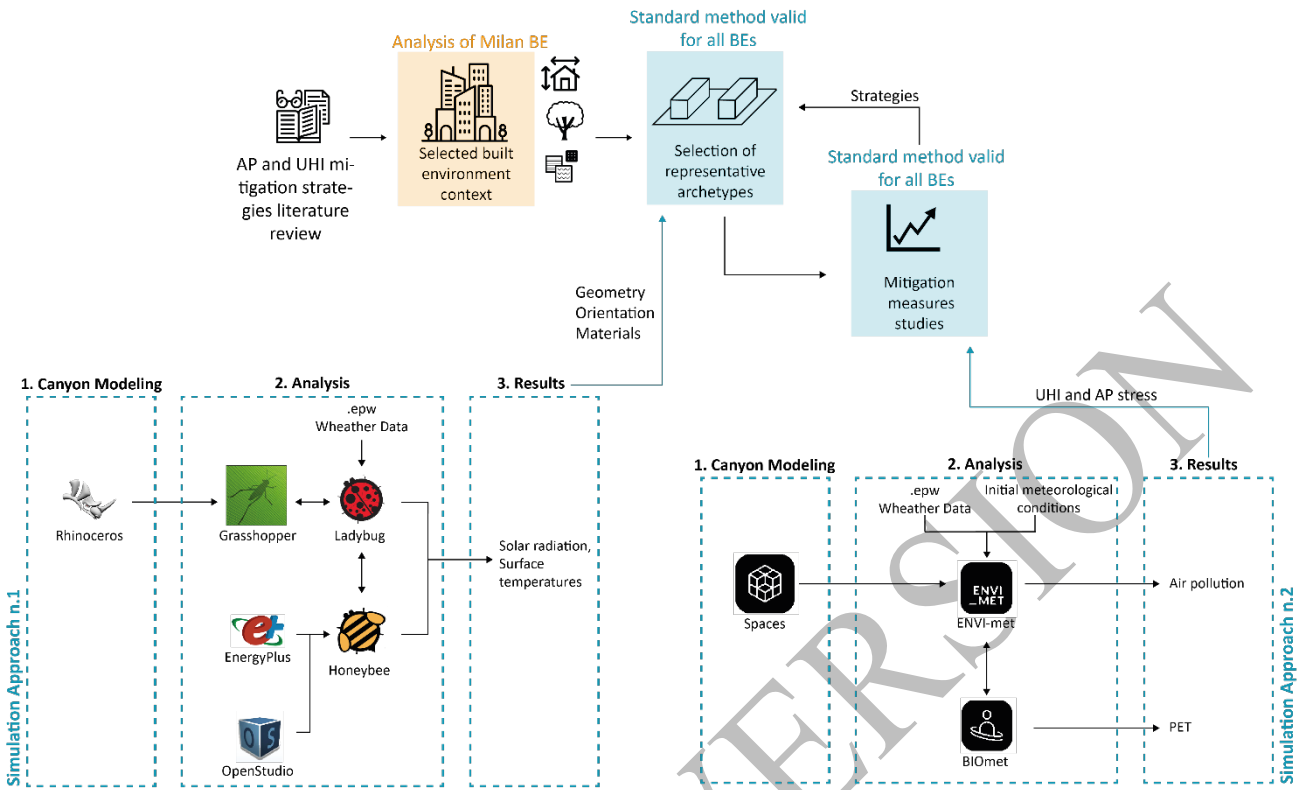 Standard method valid
for all BEs
Analysis of Milan BE
AP and UHI mi-
tigation strate-
gies literature
review
Selected built
environment
context
Selection of
representative
archetypes
Strategies
Standard method valid
for all BEs
Mitigation
measures
studies
Geometry
Orientation
Materials
UHI and AP stress
Simulation Approach n.1
1. Canyon Modeling
2. Analysis
3. Results
.epw
Wheather Data
Rhinoceros
Grasshopper
Ladybug
Solar radiation,
Surface
temperatures
e+
EnergyPlus
Honeybee
OS
OpenStudio
1. Canyon Modeling
2. Analysis
3. Results
.epw
Wheather Data
Initial meteorological
conditions
Spaces
ENVI
_MET
ENVI-met
Air pollution
BIOmet
PET
Simulation Approach n.2
VERSION